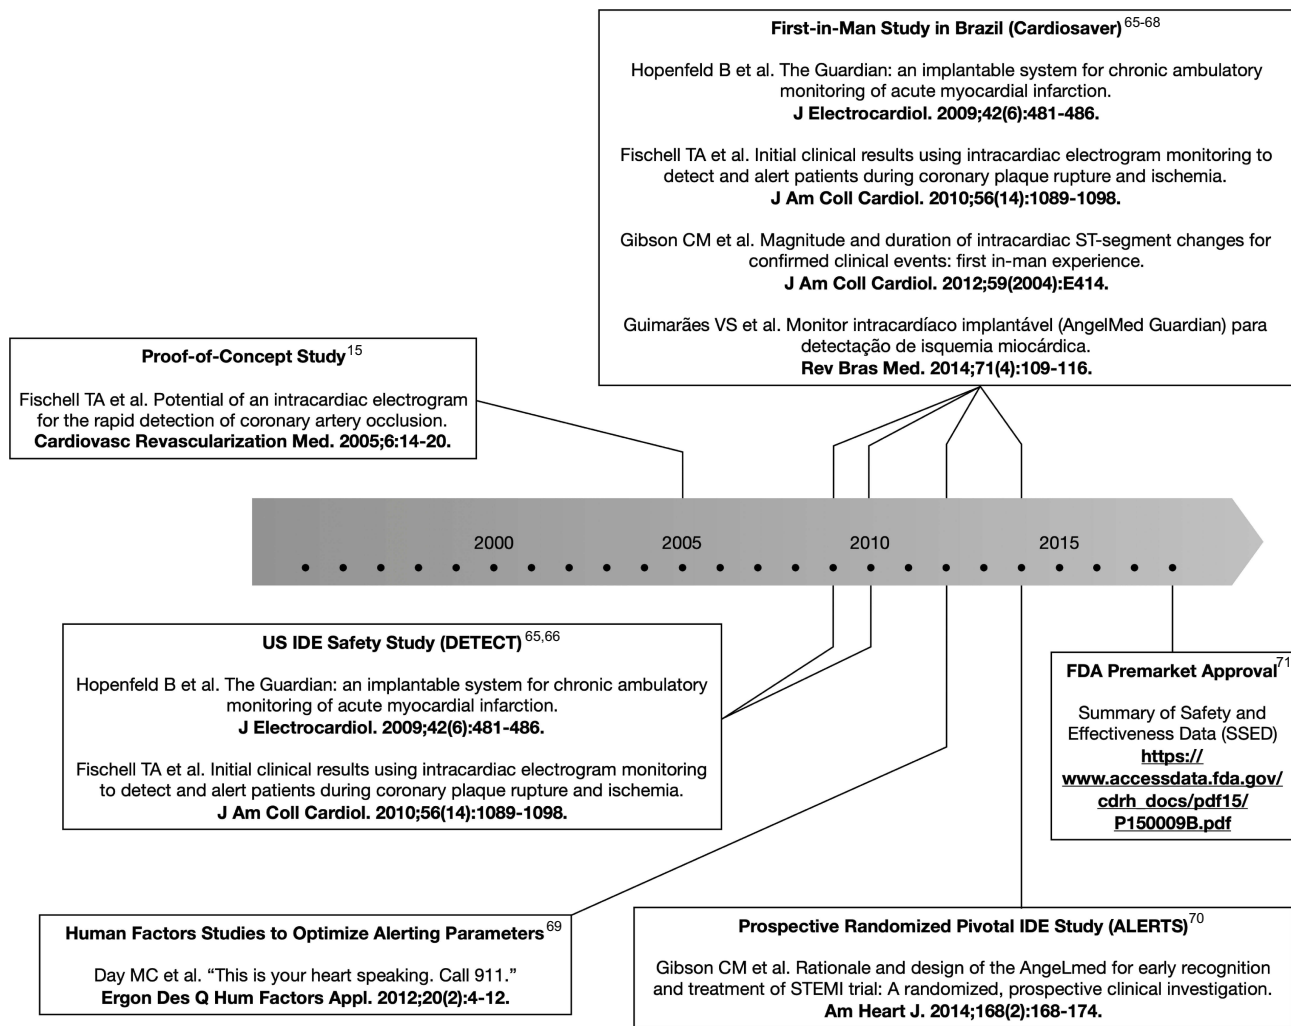 First-in-Man Study in Brazil (Cardiosaver)65-68
Hopenfeld B et al. The Guardian: an implantable system for chronic ambulatory
monitoring of acute myocardial infarction.
J Electrocardiol. 2009;42(6):481-486.
Fischell TA et al. Initial clinical results using intracardiac electrogram monitoring to
detect and alert patients during coronary plaque rupture and ischemia.
J Am Coll Cardiol. 2010;56(14):1089-1098.
Gibson CM et al. Magnitude and duration of intracardiac ST-segment changes for
confirmed clinical events: first in-man experience.
J Am Coll Cardiol. 2012;59(2004):E414.
Guimarães VS et al. Monitor intracardíaco implantável (AngelMed Guardian) para
detectação de isquemia miocárdica.
Rev Bras Med. 2014;71(4):109-116.
Proof-of-Concept Study15
Fischell TA et al. Potential of an intracardiac electrogram
for the rapid detection of coronary artery occlusion.
Cardiovasc Revascularization Med. 2005;6:14-20.
2000 2005 2010 2015
US IDE Safety Study (DETECT)65,66
Hopenfeld B et al. The Guardian: an implantable system for chronic ambulatory
monitoring of acute myocardial infarction.
J Electrocardiol. 2009;42(6):481-486.
Fischell TA et al. Initial clinical results using intracardiac electrogram monitoring
to detect and alert patients during coronary plaque rupture and ischemia.
J Am Coll Cardiol. 2010;56(14):1089-1098.
FDA Premarket Approval71
Summary of Safety and
Effectiveness Data (SSED)
https://
www.accessdata.fda.gov/
cdrh_docs/pdf15/
P150009B.pdf
Human Factors Studies to Optimize Alerting Parameters69
Day MC et al. “This is your heart speaking. Call 911.”
Ergon Des Q Hum Factors Appl. 2012;20(2):4-12.
Prospective Randomized Pivotal IDE Study (ALERTS)70
Gibson CM et al. Rationale and design of the AngeLmed for early recognition
and treatment of STEMI trial: A randomized, prospective clinical investigation.
Am Heart J. 2014;168(2):168-174.